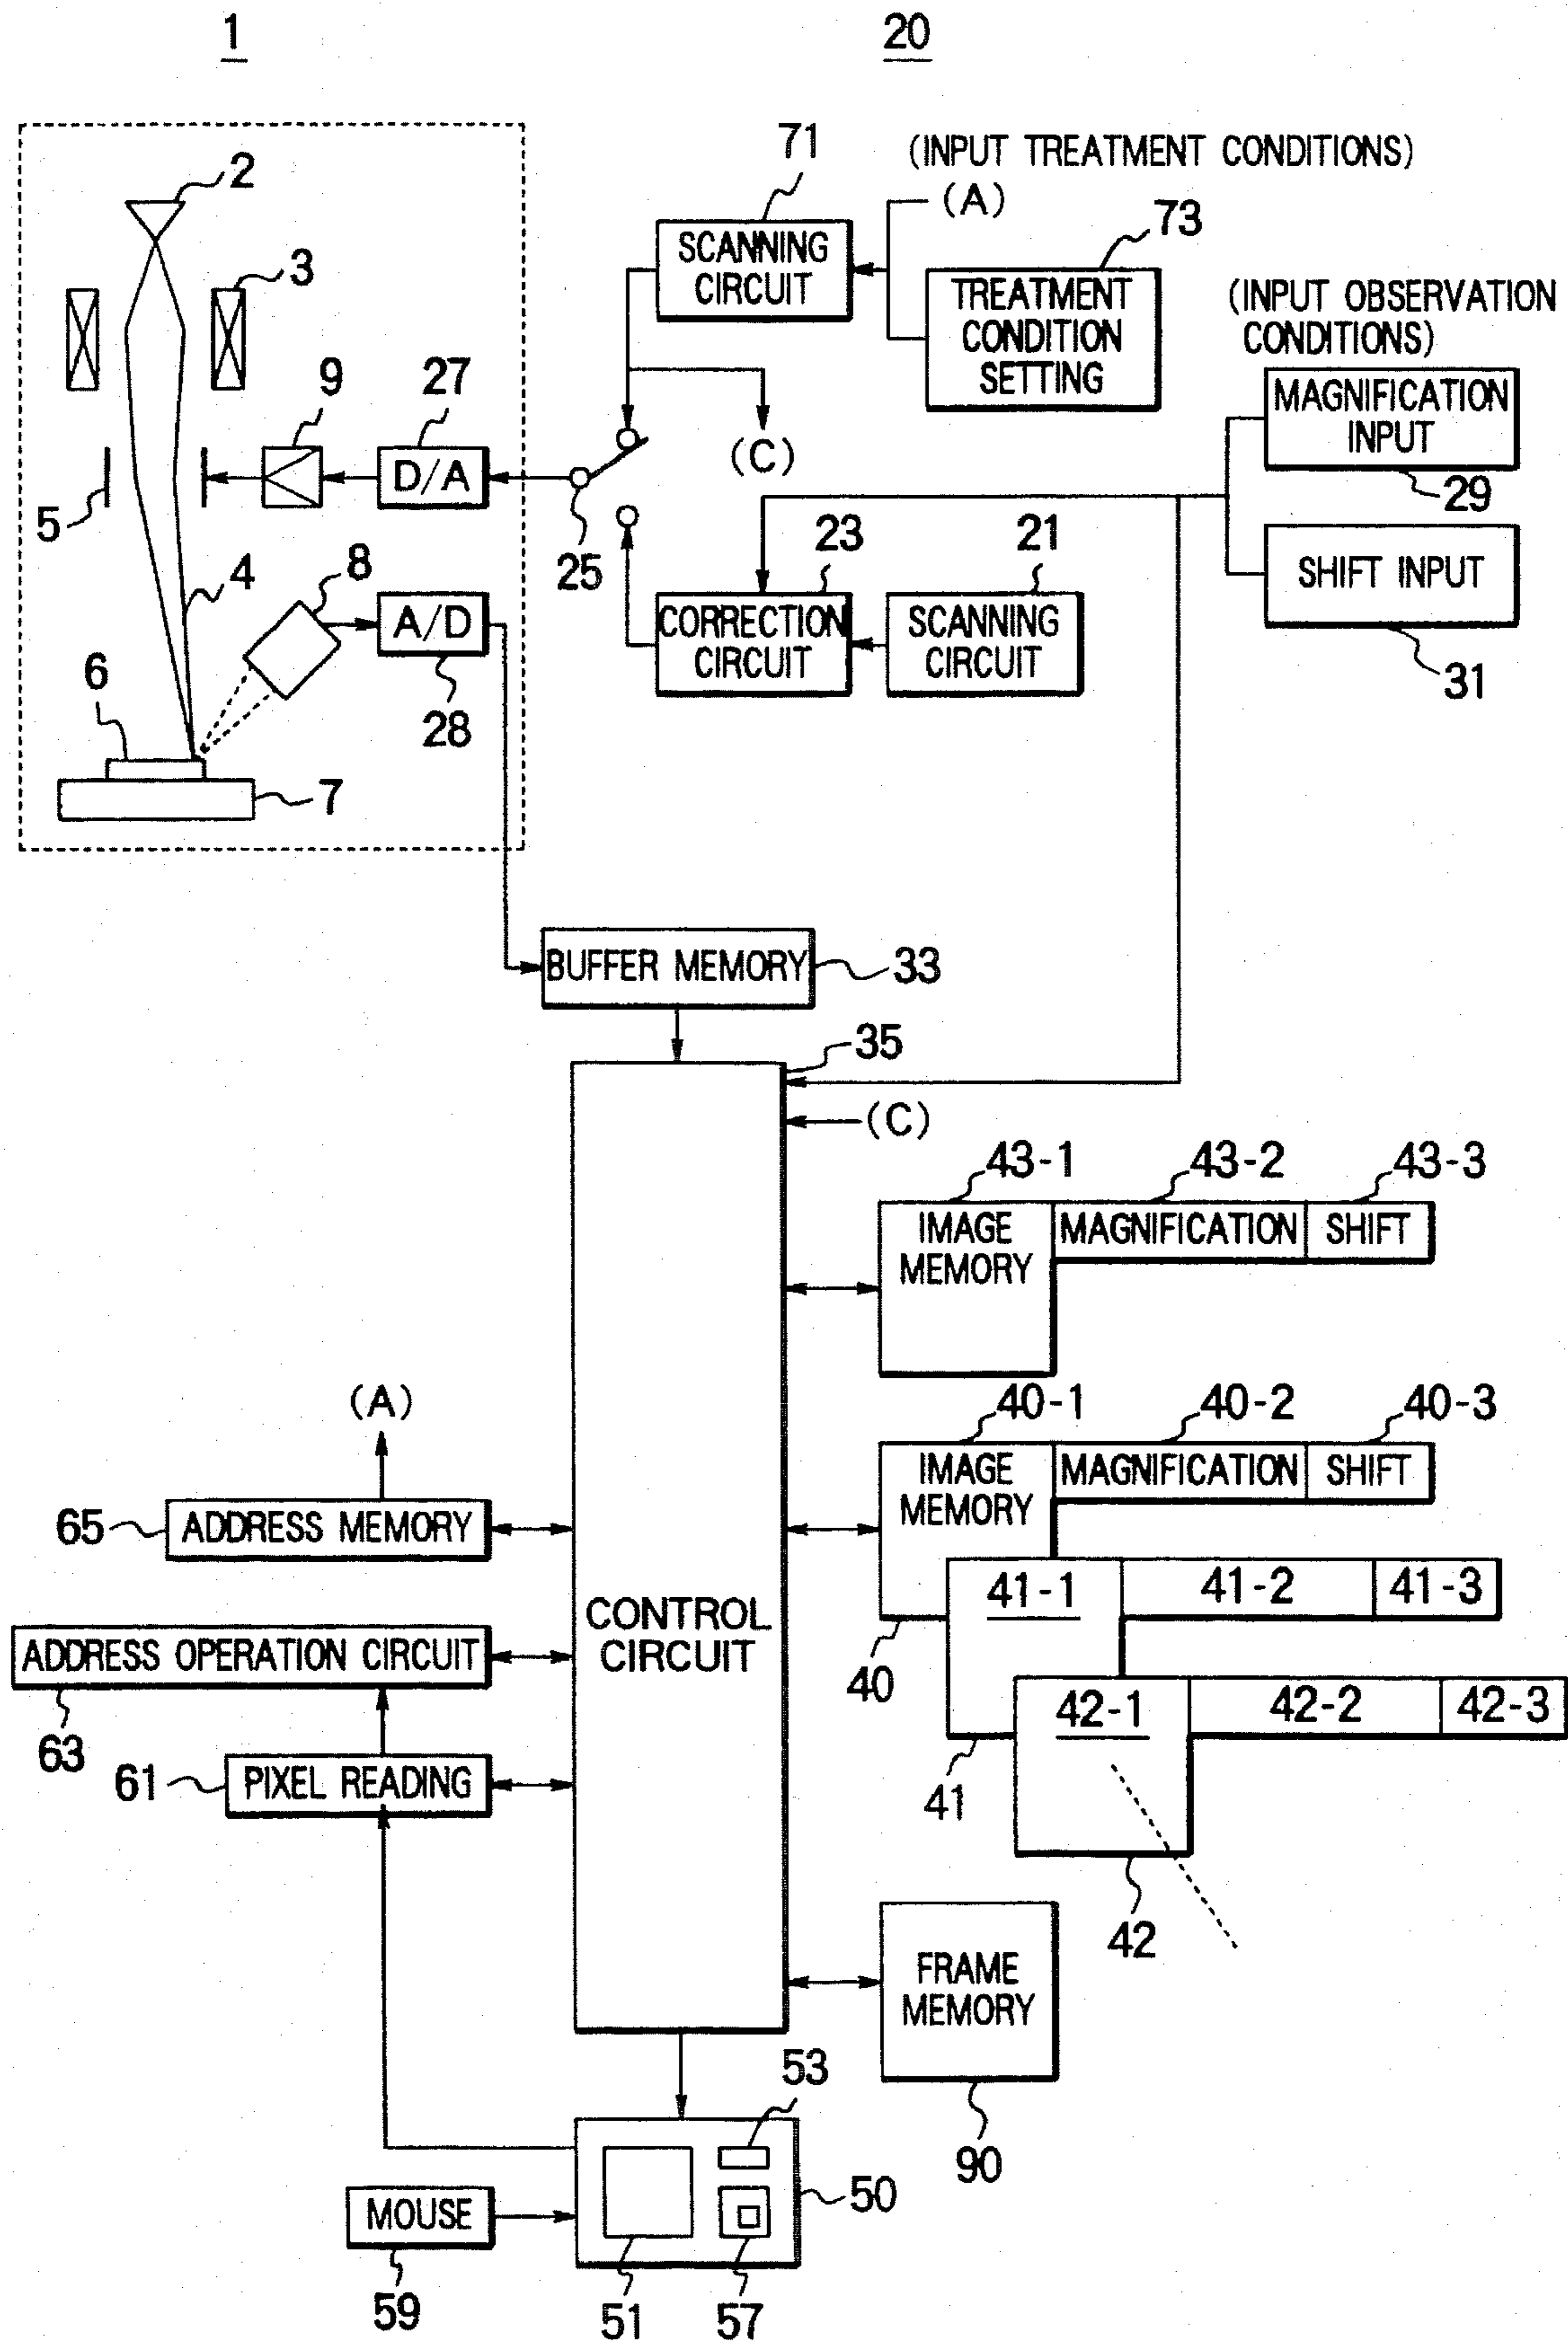 1
20
2
3
9
27
D/A
5
4
8
A/D
28
6
7
71
SCANNING
CIRCUIT
(INPUT TREATMENT CONDITIONS)
(A)
73
TREATMENT
CONDITION
SETTING
(INPUT OBSERVATION
CONDITIONS)
MAGNIFICATION
INPUT
29
SHIFT INPUT
31
(C)
25
23
CORRECTION
CIRCUIT
21
SCANNING
CIRCUIT
BUFFER MEMORY
33
35
(C)
CONTROL
CIRCUIT
43-1
43-2
43-3
IMAGE
MEMORY
MAGNIFICATION
SHIFT
40-1
40-2
40-3
IMAGE
MEMORY
MAGNIFICATION
SHIFT
40
41-1
41-2
41-3
41
42-1
42-2
42-3
42
(A)
65
ADDRESS MEMORY
ADDRESS OPERATION CIRCUIT
63
61
PIXEL READING
FRAME
MEMORY
90
53
50
MOUSE
59
51
57